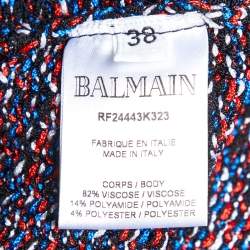 38
BALMAIN
RF24443K323
FABRIQUE EN ITALIE
MADE IN ITALY
CORPS / BODY
82% VISCOSE / VISCOSE
14% POLYAMIDE / POLYAMIDE
4% POLYESTER / POLYESTER